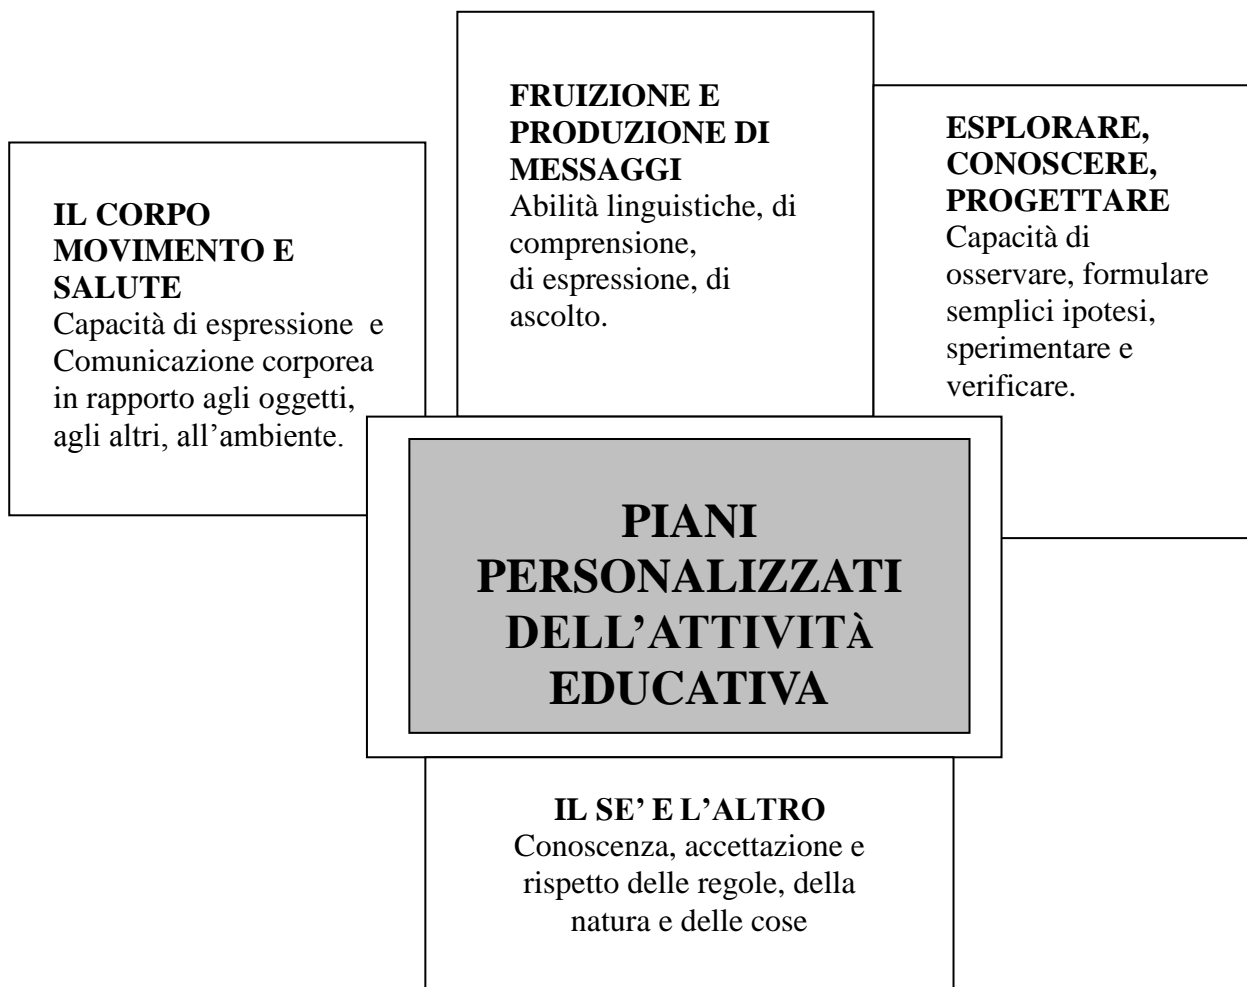 IL CORPO
MOVIMENTO E
SALUTE
Capacità di espressione  e
Comunicazione corporea
in rapporto agli oggetti,
agli altri, all’ambiente.
FRUIZIONE E
PRODUZIONE DI
MESSAGGI
Abilità linguistiche, di
comprensione,
di espressione, di
ascolto.
ESPLORARE,
CONOSCERE,
PROGETTARE
Capacità di
osservare, formulare
semplici ipotesi,
sperimentare e
verificare.
PIANI
PERSONALIZZATI
DELL’ATTIVITÀ
EDUCATIVA
IL SE’ E L’ALTRO
Conoscenza, accettazione e
rispetto delle regole, della
natura e delle cose